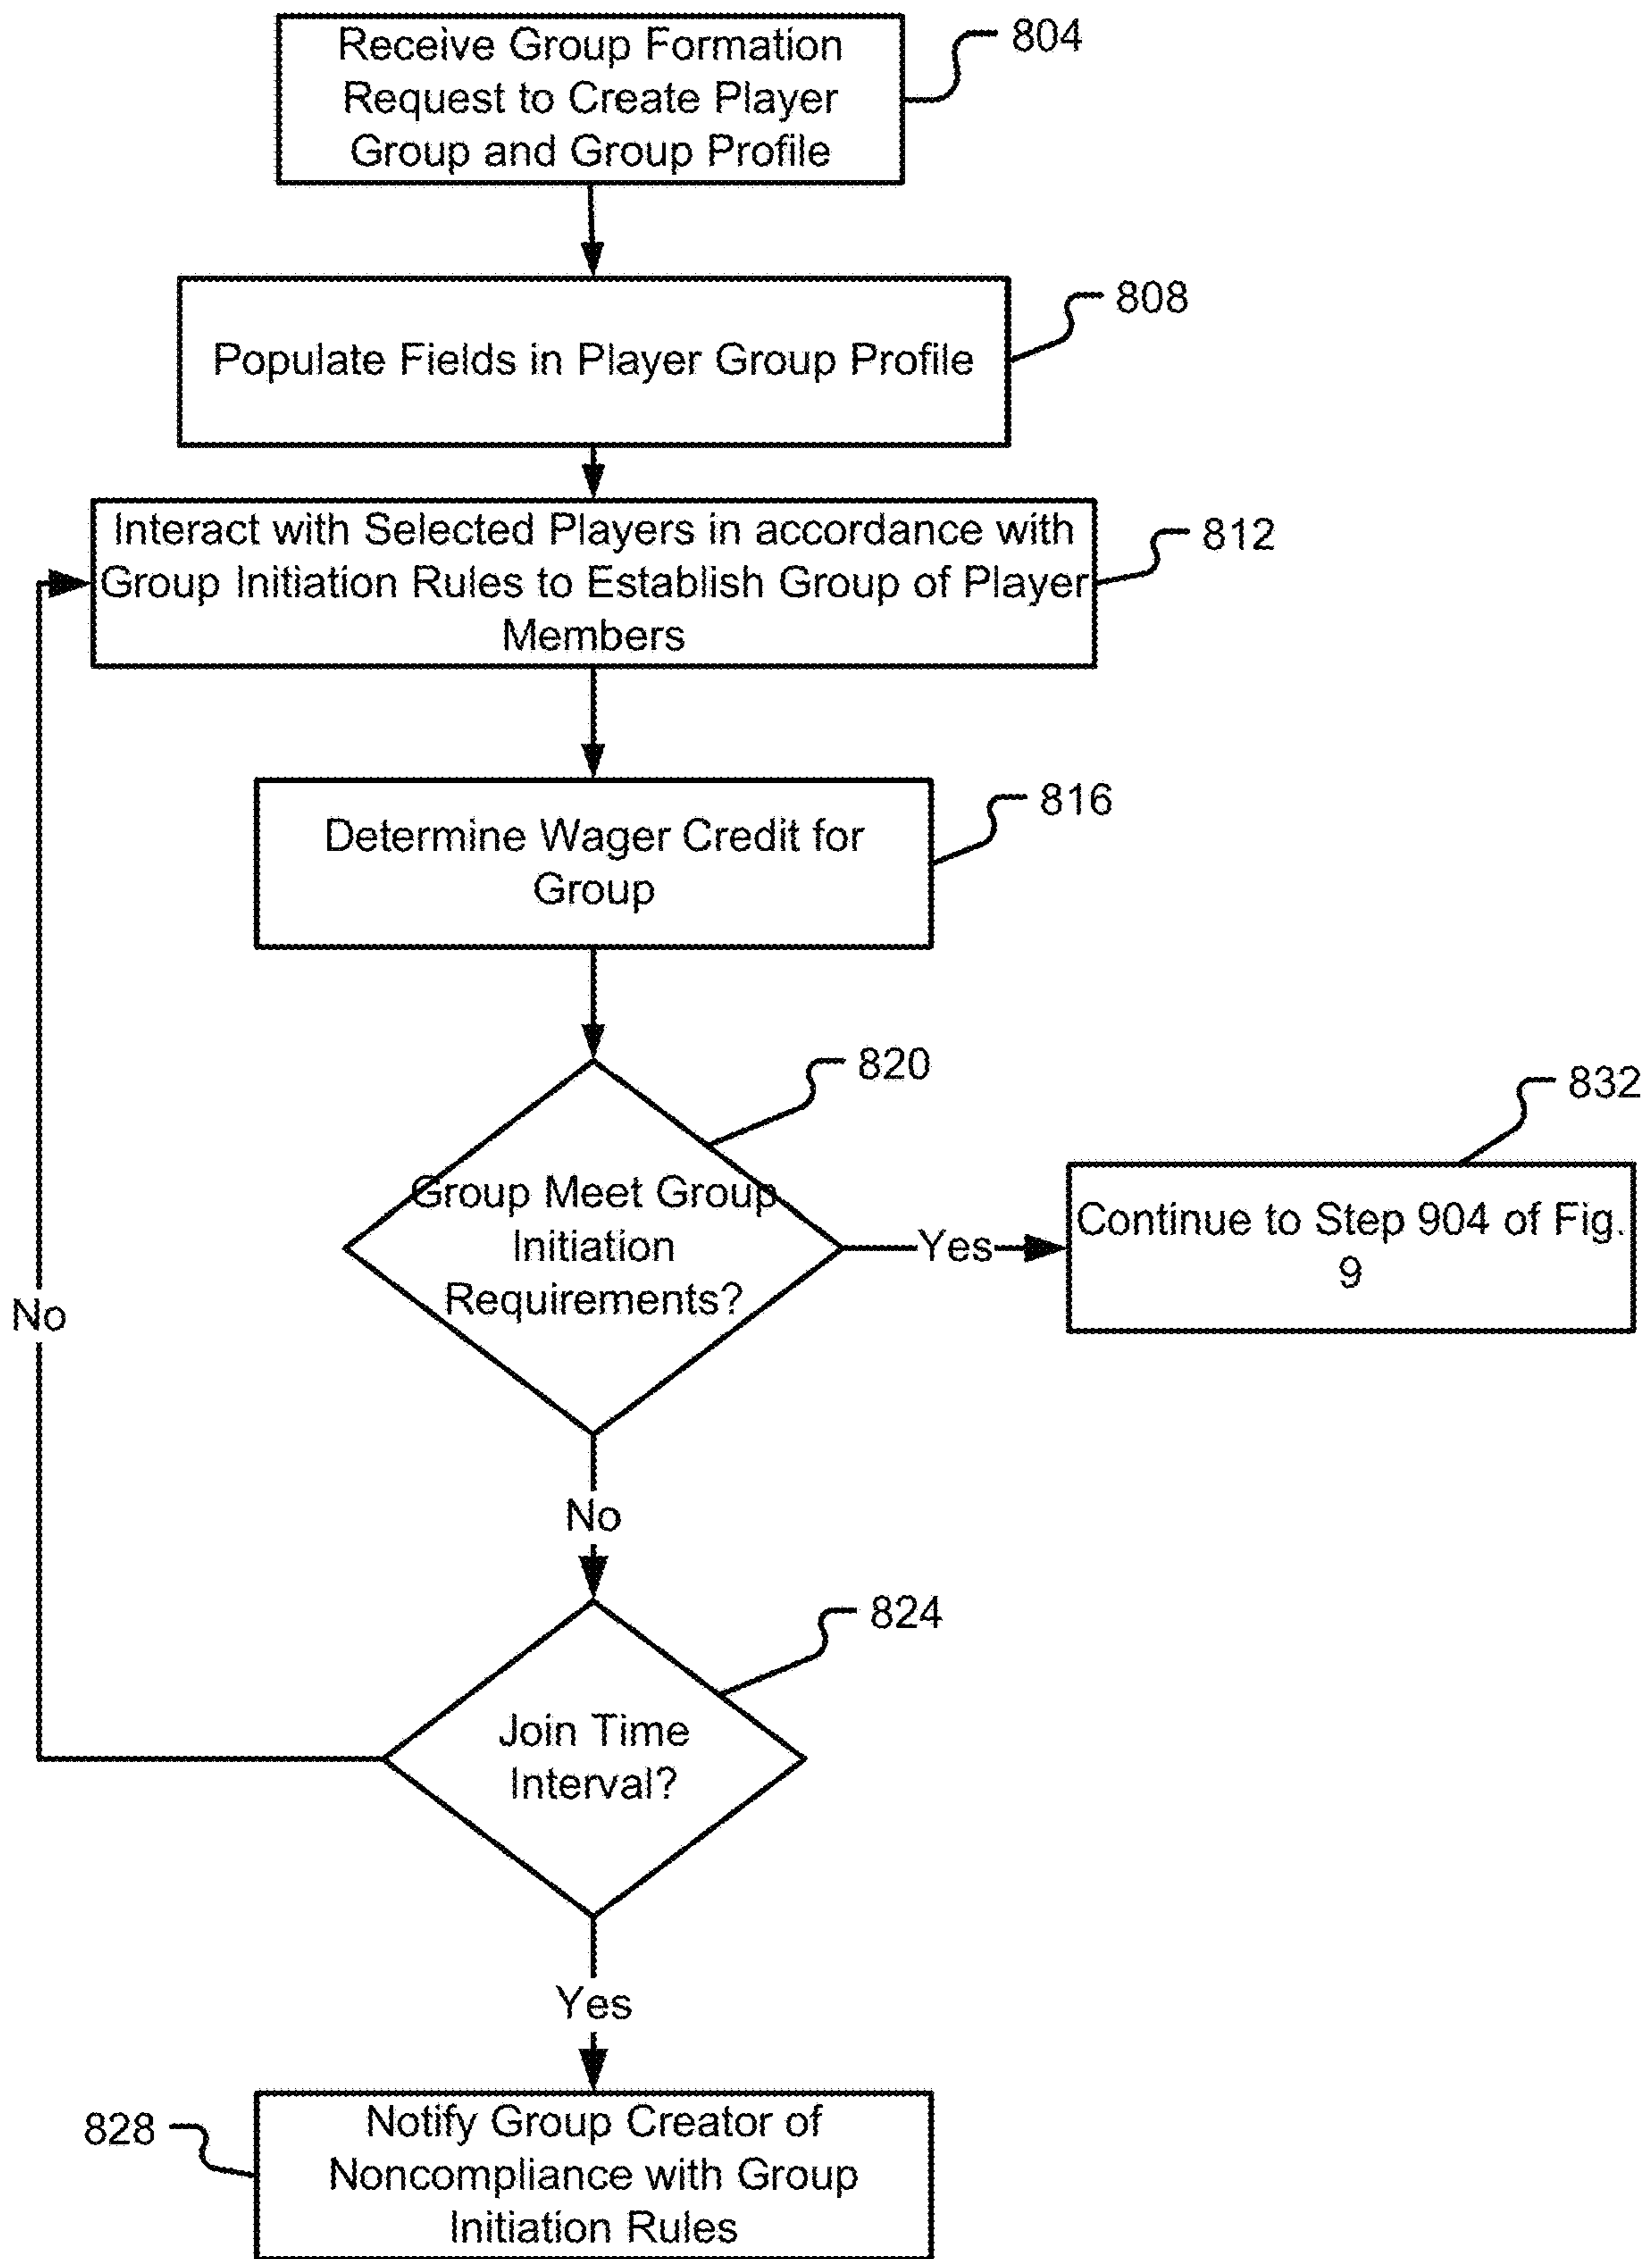 Receive Group Formation
Request to Create Player
Group and Group Profile
804
808
Populate Fields in Player Group Profile
Interact with Selected Players in accordance with
Group Initiation Rules to Establish Group of Player
Members
812
816
Determine Wager Credit for
Group
820
832
Group Meet Group
Initiation
Requirements?
Yes
Continue to Step 904 of Fig.
9
No
No
824
Join Time
Interval?
Yes
828
Notify Group Creator of
Noncompliance with Group
Initiation Rules